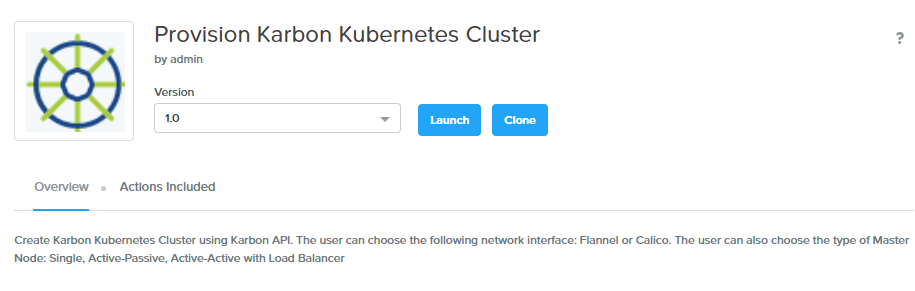 Provision Karbon Kubernetes Cluster
?
by admin
Version
1.0
Launch
Clone
Overview
Actions Included
Create Karbon Kubernetes Cluster using Karbon API. The user can choose the following network interface: Flannel or Calico. The user can also choose the type of Master
Node: Single, Active-Passive, Active-Active with Load Balancer